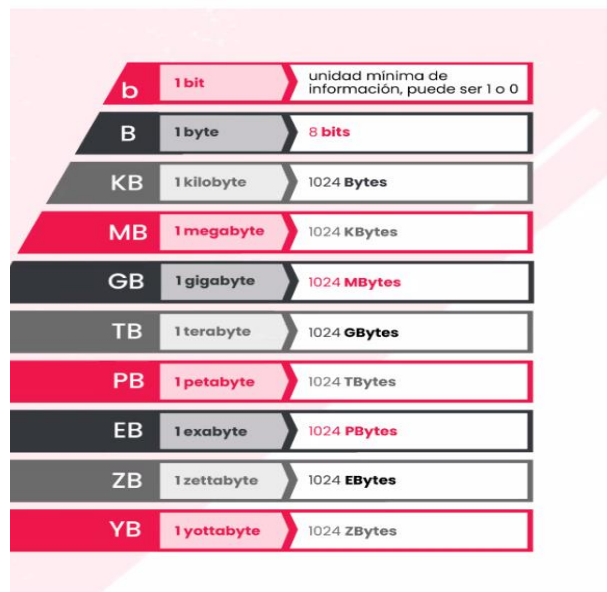 b 1 bit unidad mínima de
información, puede ser 1 o 0
B 1 byte 8 bits
KB 1 kilobyte 1024 Bytes
MB 1 megabyte 1024 KBytes
GB 1 gigabyte 1024 MBytes
TB 1 terabyte 1024 GBytes
PB 1 petabyte 1024 TBytes
EB 1 exabyte 1024 PBytes
ZB 1 zettabyte 1024 EBytes
YB 1 yottabyte 1024 ZBytes